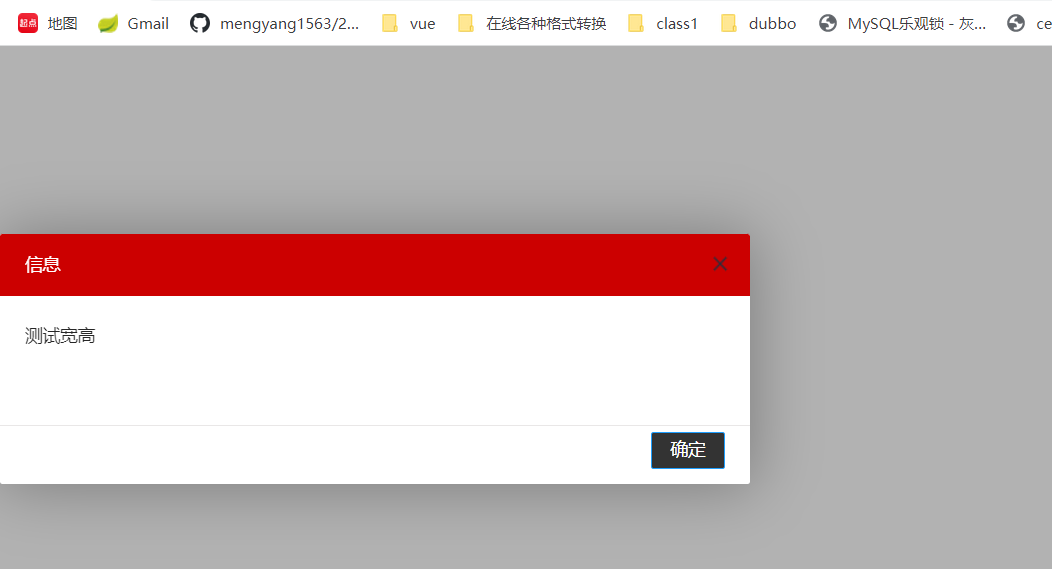 起点 地图 Gmail mengyang1563/2... vue 在线各种格式转换 class1 dubbo MySQL乐观锁 - 灰... ce
信息
测试宽高
确定